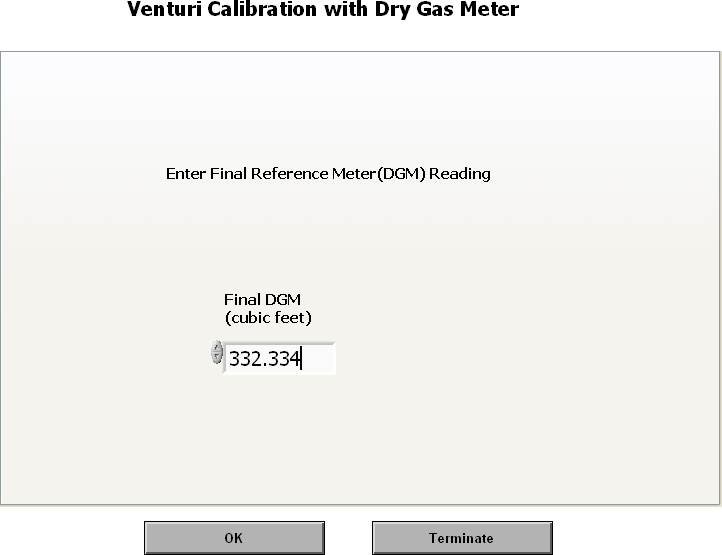 Venturi Calibration with Dry Gas Meter
Enter Final Reference Meter(DGM) Reading
Final DGM
(cubic feet)
332.334
OK
Terminate